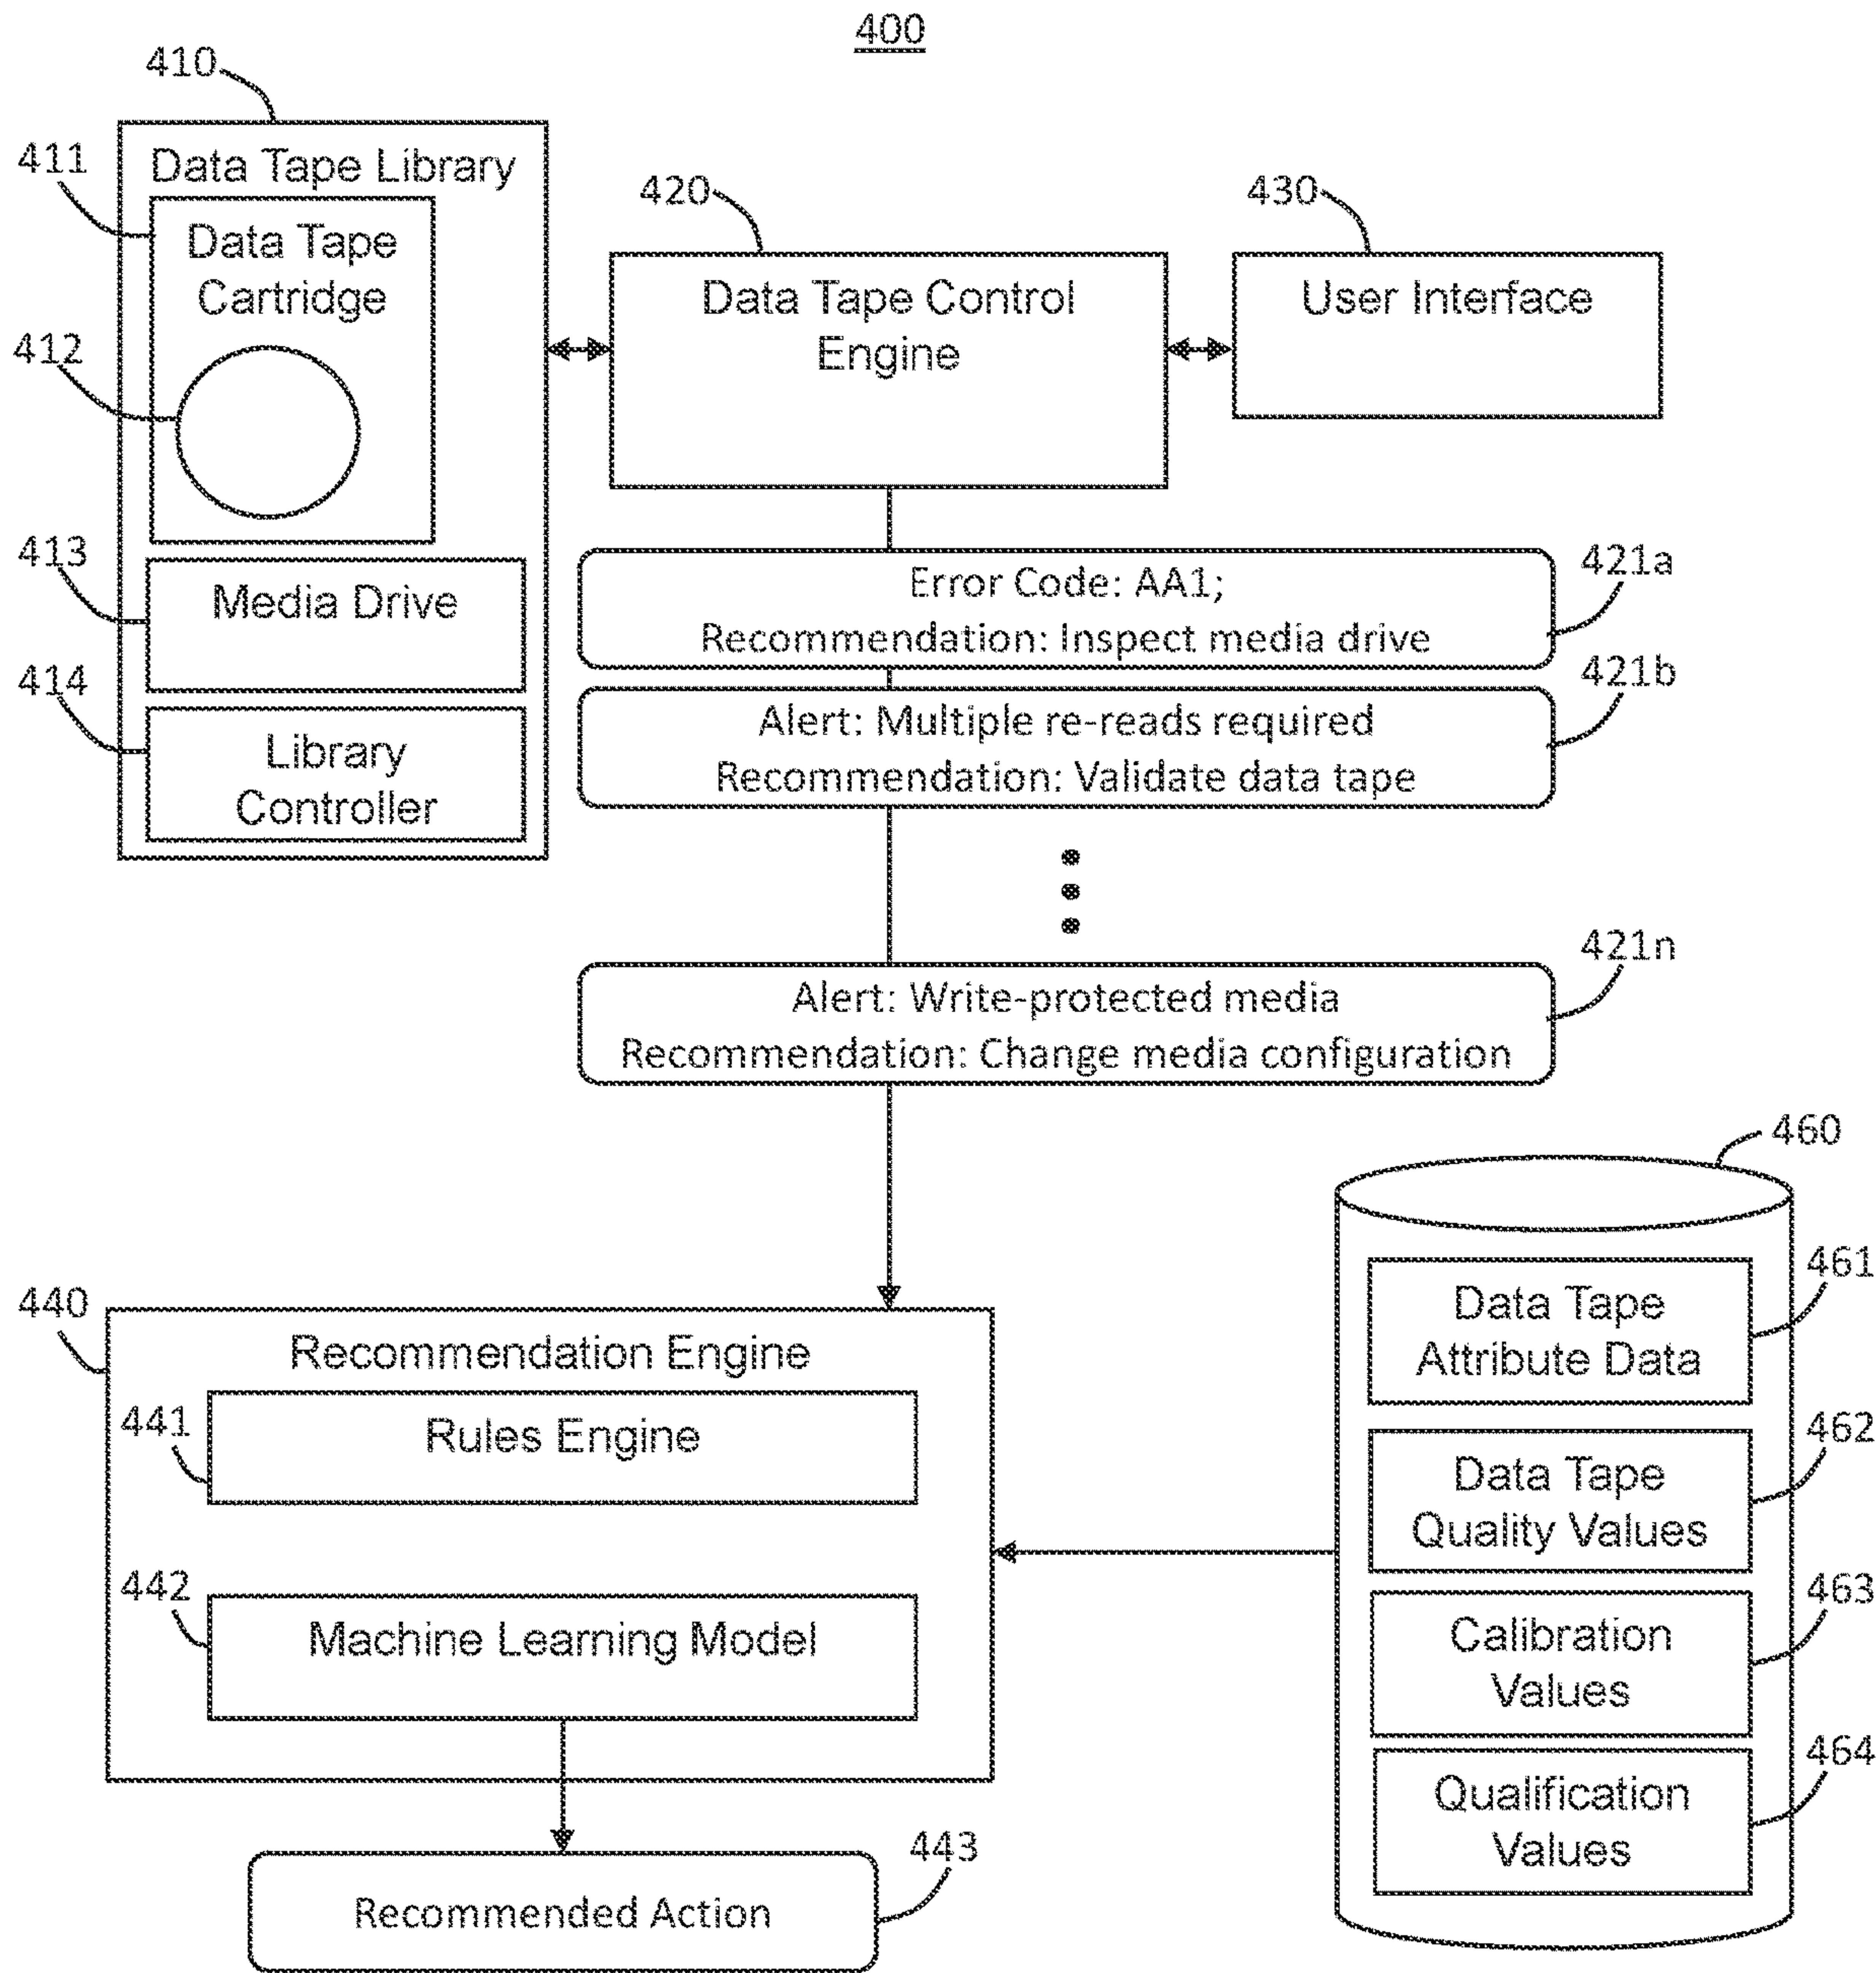 400
410
Data Tape Library
411
Data Tape
Cartridge
412
413
Media Drive
414
Library
Controller
420
Data Tape Control
Engine
430
User Interface
421a
Error Code: AA1;
Recommendation: Inspect media drive
421b
Alert: Multiple re-reads required
Recommendation: Validate data tape
421n
Alert: Write-protected media
Recommendation: Change media configuration
440
Recommendation Engine
441
Rules Engine
442
Machine Learning Model
443
Recommended Action
460
461
Data Tape
Attribute Data
462
Data Tape
Quality Values
463
Calibration
Values
464
Qualification
Values